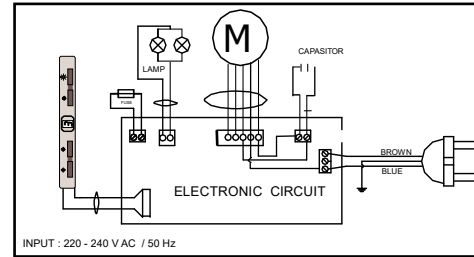 M
CAPASITOR
LAMP
FUSE
BROWN
BLUE
ELECTRONIC CIRCUIT
INPUT : 220 - 240 V AC / 50 Hz